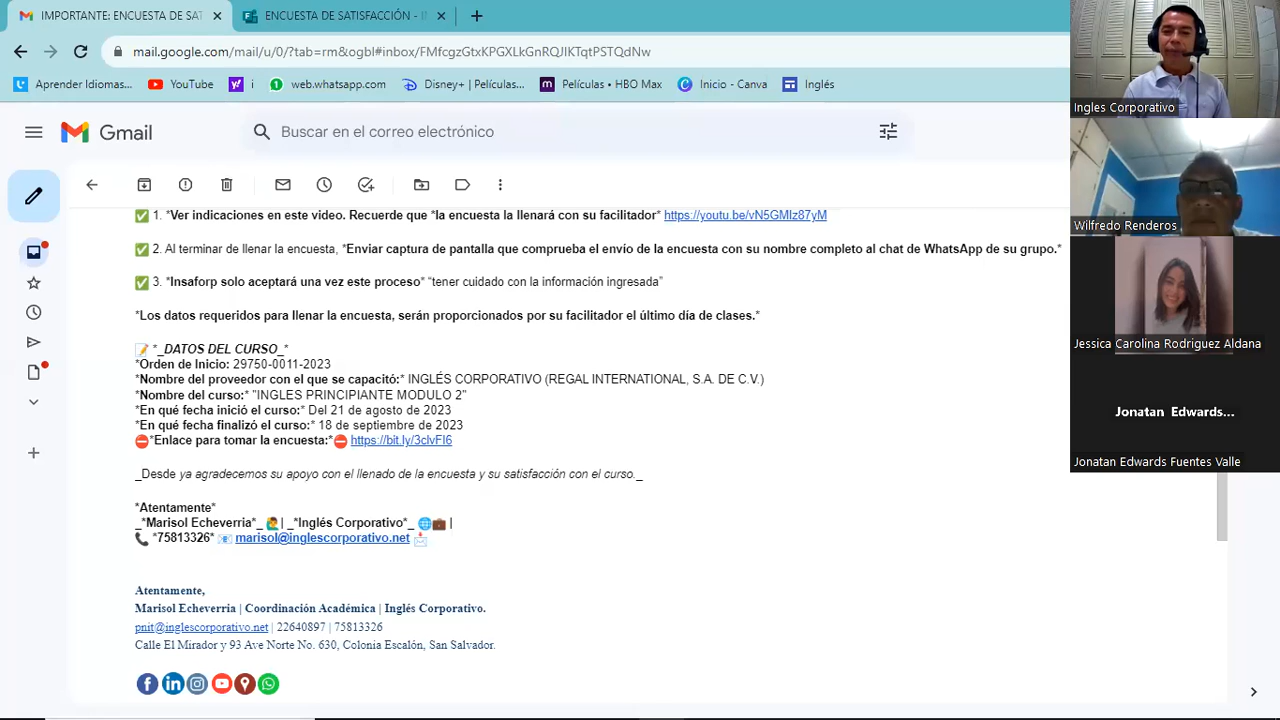 IMPORTANTE: ENCUESTA DE SAT
ENCUESTA DE SATISFACCIÓN - I
mail.google.com/mail/u/0/?tab=rm&ogbl#inbox/
Aprender Idiomas...
YouTube
i
web.whatsapp.com
Disney+ | Películas...
Películas • HBO Max
Inicio - Canva
Inglés
Gmail
Buscar en el correo electrónico
✅ 1. *Ver indicaciones en este video. Recuerde que *la encuesta la llenará con su facilitador* https://youtu.be/vN5GMIz87yM
✅ 2. Al terminar de llenar la encuesta, *Enviar captura de pantalla que comprueba el envío de la encuesta con su nombre completo al chat de WhatsApp de su grupo.*
✅ 3. *Insaforp solo aceptará una vez este proceso* “tener cuidado con la información ingresada”
*Los datos requeridos para llenar la encuesta, serán proporcionados por su facilitador el último día de clases.*
📝 *_DATOS DEL CURSO_*
*Orden de Inicio: 29750-0011-2023
*Nombre del proveedor con el que se capacitó:* INGLÉS CORPORATIVO (REGAL INTERNATIONAL, S.A. DE C.V.)
*Nombre del curso:* "INGLES PRINCIPIANTE MODULO 2"
*En qué fecha inició el curso:* Del 21 de agosto de 2023
*En qué fecha finalizó el curso:* 18 de septiembre de 2023
⛔*Enlace para tomar la encuesta:*⛔ https://bit.ly/3clvFI6
_Desde ya agradecemos su apoyo con el llenado de la encuesta y su satisfacción con el curso._
*Atentamente*
_*Marisol Echeverria*_ 🙋| _*Inglés Corporativo*_ 🌐💼 |
📞 *75813326* 📧 marisol@inglescorporativo.net 📩
Atentamente,
Marisol Echeverría | Coordinación Académica | Inglés Corporativo.
pnit@inglescorporativo.net | 22640897 | 75813326
Calle El Mirador y 93 Ave Norte No. 630, Colonia Escalón, San Salvador.
Ingles Corporativo
Wilfredo Renderos
Jessica Carolina Rodriguez Aldana
Jonatan Edwards...
Jonatan Edwards Fuentes Valle